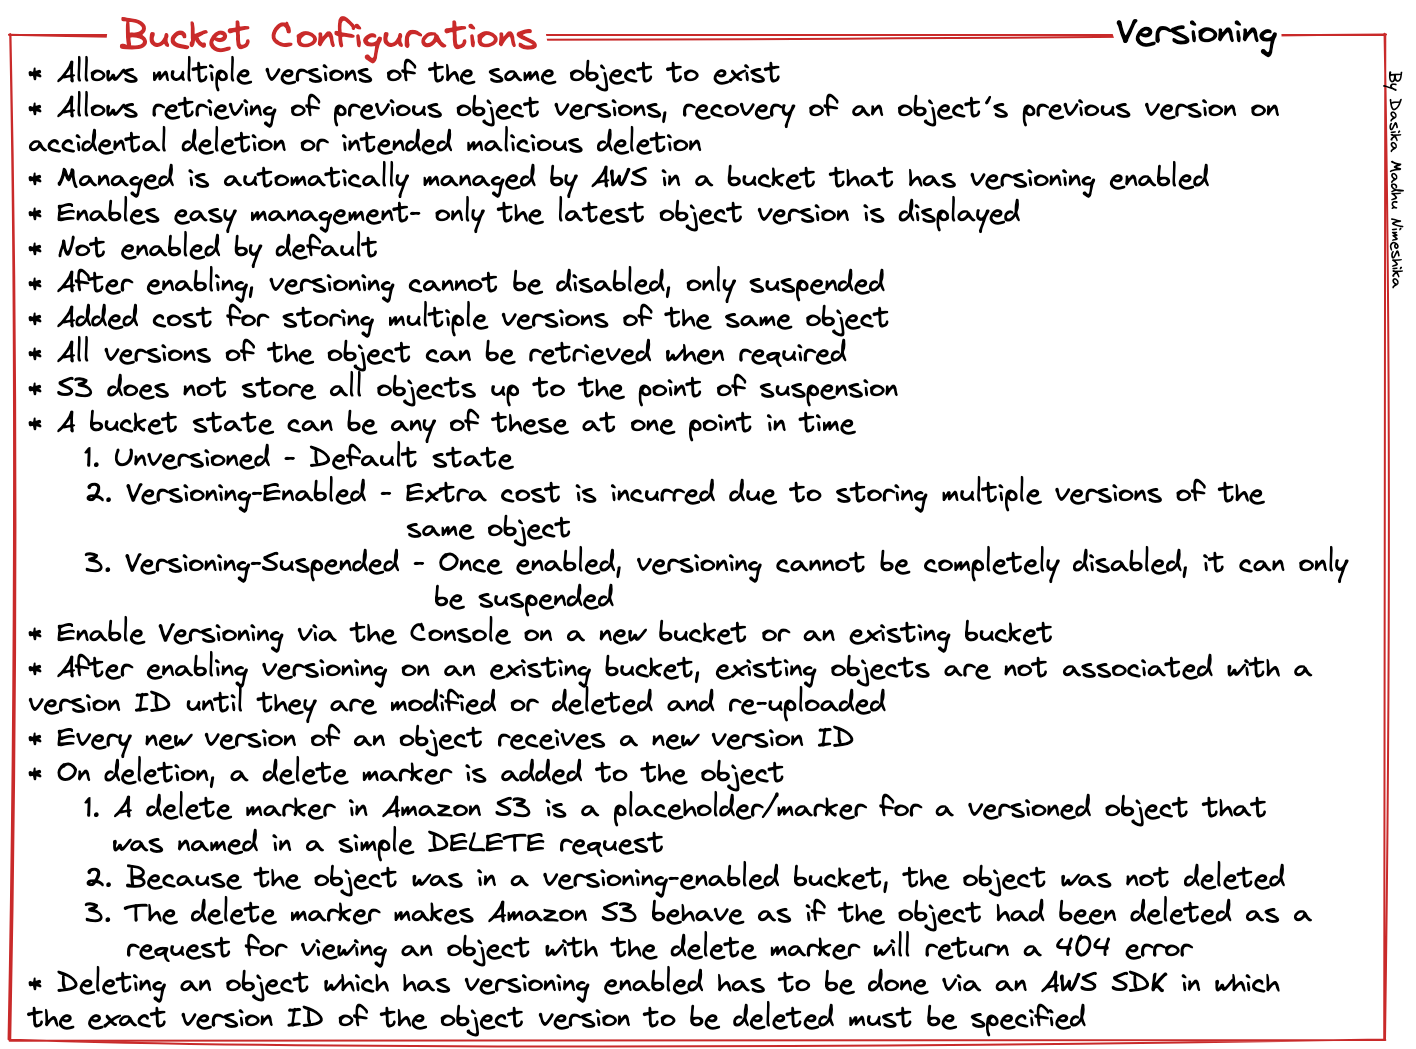 Bucket Configurations
Versioning
* Allows multiple versions of the same object to exist
* Allows retrieving of previous object versions, recovery of an object's previous version on
accidental deletion or intended malicious deletion
* Managed is automatically managed by AWS in a bucket that has versioning enabled
* Enables easy management- only the latest object version is displayed
* Not enabled by default
* After enabling, versioning cannot be disabled, only suspended
* Added cost for storing multiple versions of the same object
* All versions of the object can be retrieved when required
* S3 does not store all objects up to the point of suspension
* A bucket state can be any of these at one point in time
1. Unversioned - Default state
2. Versioning-Enabled - Extra cost is incurred due to storing multiple versions of the
same object
3. Versioning-Suspended - Once enabled, versioning cannot be completely disabled, it can only
be suspended
* Enable Versioning via the Console on a new bucket or an existing bucket
* After enabling versioning on an existing bucket, existing objects are not associated with a
version ID until they are modified or deleted and re-uploaded
* Every new version of an object receives a new version ID
* On deletion, a delete marker is added to the object
1. A delete marker in Amazon S3 is a placeholder/marker for a versioned object that
was named in a simple DELETE request
2. Because the object was in a versioning-enabled bucket, the object was not deleted
3. The delete marker makes Amazon S3 behave as if the object had been deleted as a
request for viewing an object with the delete marker will return a 404 error
* Deleting an object which has versioning enabled has to be done via an AWS SDK in which
the exact version ID of the object version to be deleted must be specified
By Dasika Madhu Nimeshika